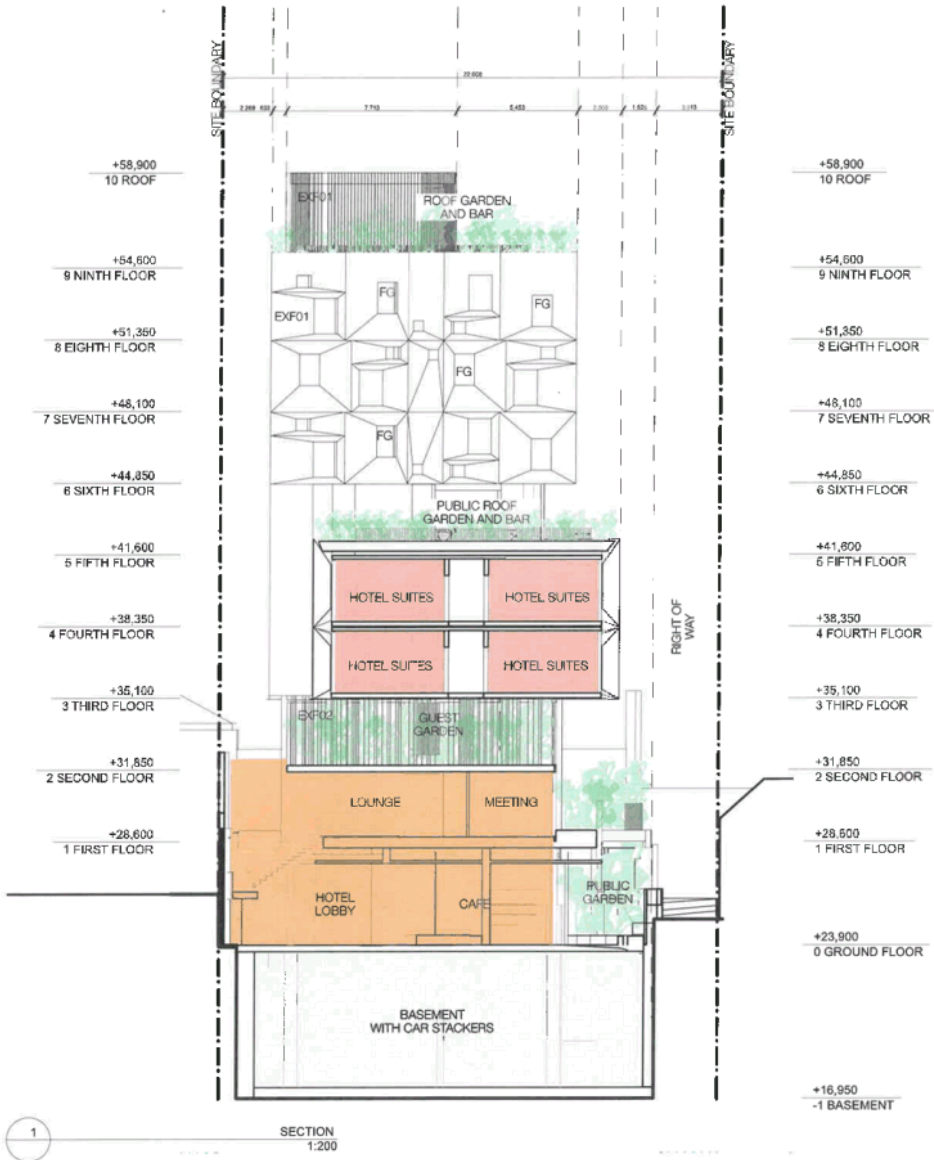 SITE BOUNDARY
SITE BOUNDARY
7.710
5.453
+58,900
10 ROOF
+58,900
10 ROOF
EXF01
ROOF GARDEN
AND BAR
+54,600
9 NINTH FLOOR
+54,600
9 NINTH FLOOR
FG
FG
EXF01
+51,350
8 EIGHTH FLOOR
+51,350
8 EIGHTH FLOOR
FG
+48,100
7 SEVENTH FLOOR
+48,100
7 SEVENTH FLOOR
FG
+44,850
6 SIXTH FLOOR
+44,850
6 SIXTH FLOOR
PUBLIC ROOF
GARDEN AND BAR
+41,600
5 FIFTH FLOOR
+41,600
5 FIFTH FLOOR
HOTEL SUITES
HOTEL SUITES
+38,350
4 FOURTH FLOOR
+38,350
4 FOURTH FLOOR
RIGHT OF
WAY
HOTEL SUITES
HOTEL SUITES
+35,100
3 THIRD FLOOR
+35,100
3 THIRD FLOOR
EXF02
GUEST
GARDEN
+31,850
2 SECOND FLOOR
+31,850
2 SECOND FLOOR
LOUNGE
MEETING
+28,600
1 FIRST FLOOR
+28,600
1 FIRST FLOOR
HOTEL
LOBBY
CAFE
PUBLIC
GARDEN
+23,900
0 GROUND FLOOR
BASEMENT
WITH CAR STACKERS
+16,950
-1 BASEMENT
1
SECTION
1:200